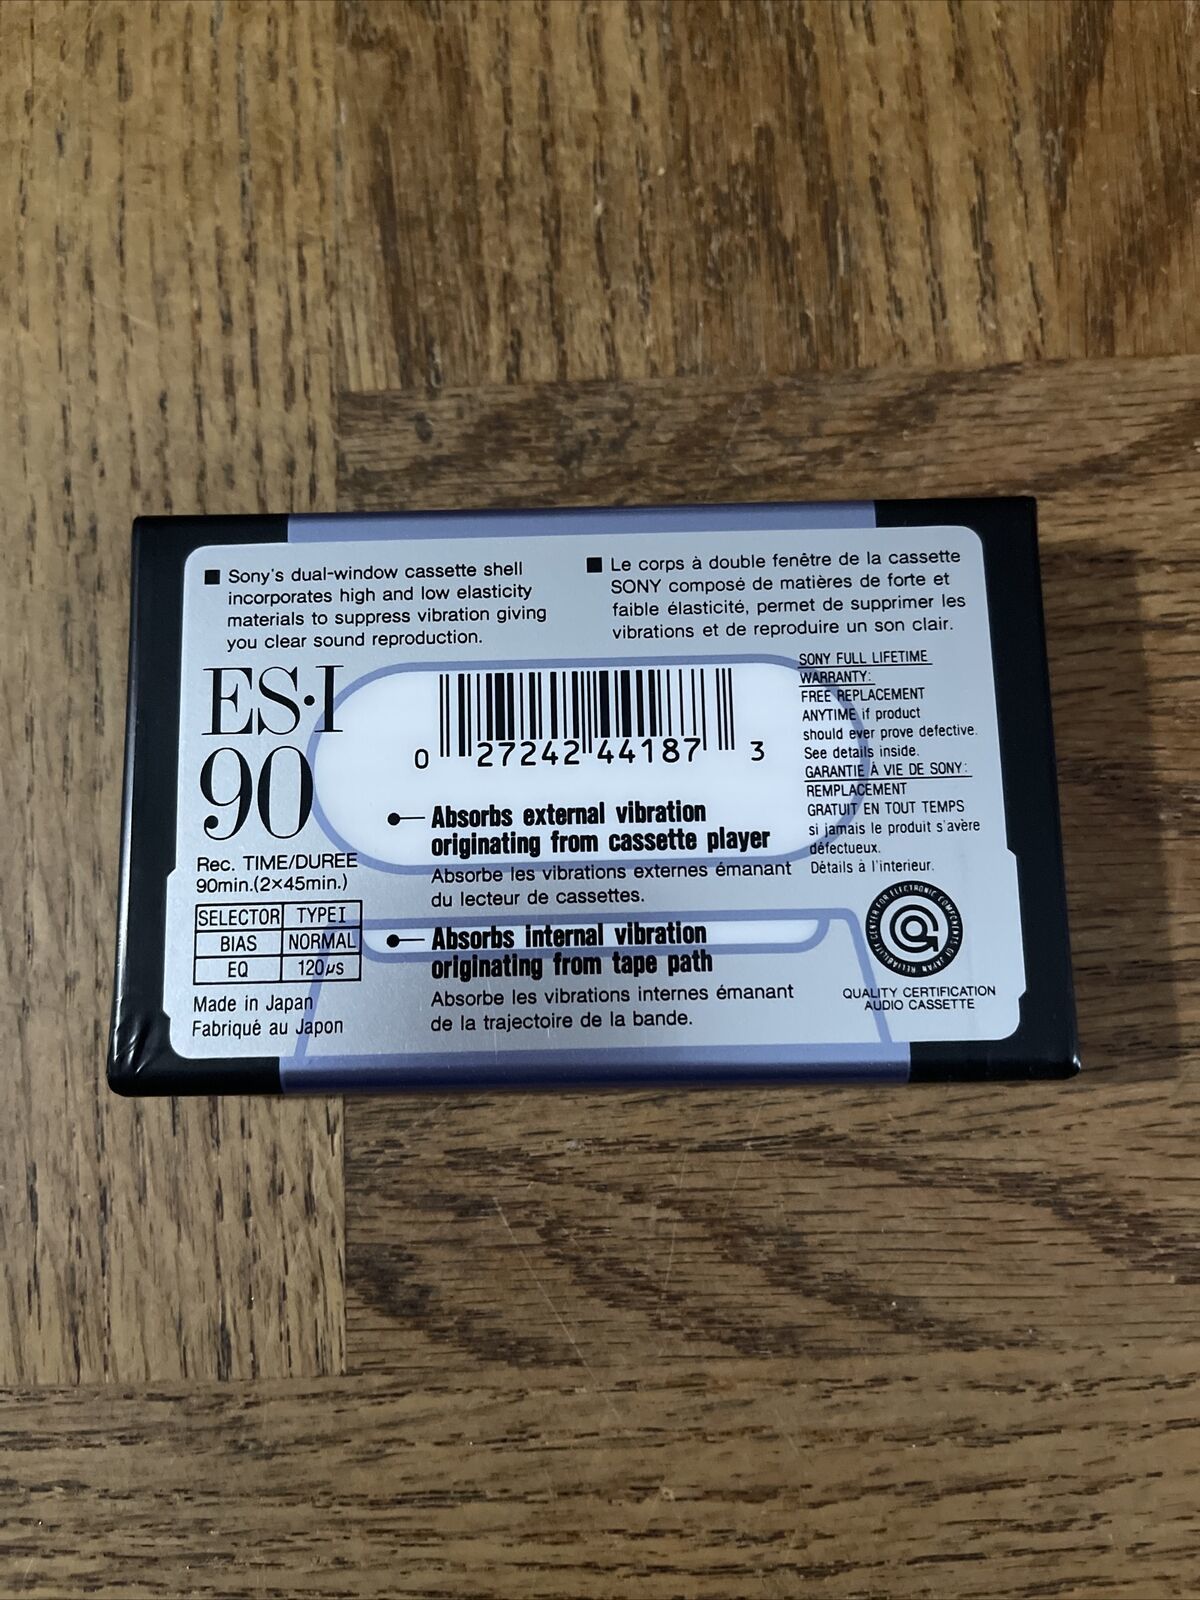 ■ Sony's dual-window cassette shell
incorporates high and low elasticity
materials to suppress vibration giving
you clear sound reproduction.
■ Le corps à double fenêtre de la cassette
SONY composé de matières de forte et
faible élasticité, permet de supprimer les
vibrations et de reproduire un son clair.
ES·I
90
Rec. TIME/DUREE
90min.(2×45min.)
SELECTOR TYPE I
BIAS NORMAL
EQ 120μs
Made in Japan
Fabriqué au Japon
0 27242 44187 3
Absorbs external vibration
originating from cassette player
Absorbe les vibrations externes émanant
du lecteur de cassettes.
Absorbs internal vibration
originating from tape path
Absorbe les vibrations internes émanant
de la trajectoire de la bande.
SONY FULL LIFETIME
WARRANTY:
FREE REPLACEMENT
ANYTIME if product
should ever prove defective.
See details inside.
GARANTIE À VIE DE SONY:
REMPLACEMENT
GRATUIT EN TOUT TEMPS
si jamais le produit s'avère
défectueux.
Détails à l'interieur.
RELIABILITY CENTER FOR ELECTRONIC COMPONENTS OF JAPAN
QUALITY CERTIFICATION
AUDIO CASSETTE